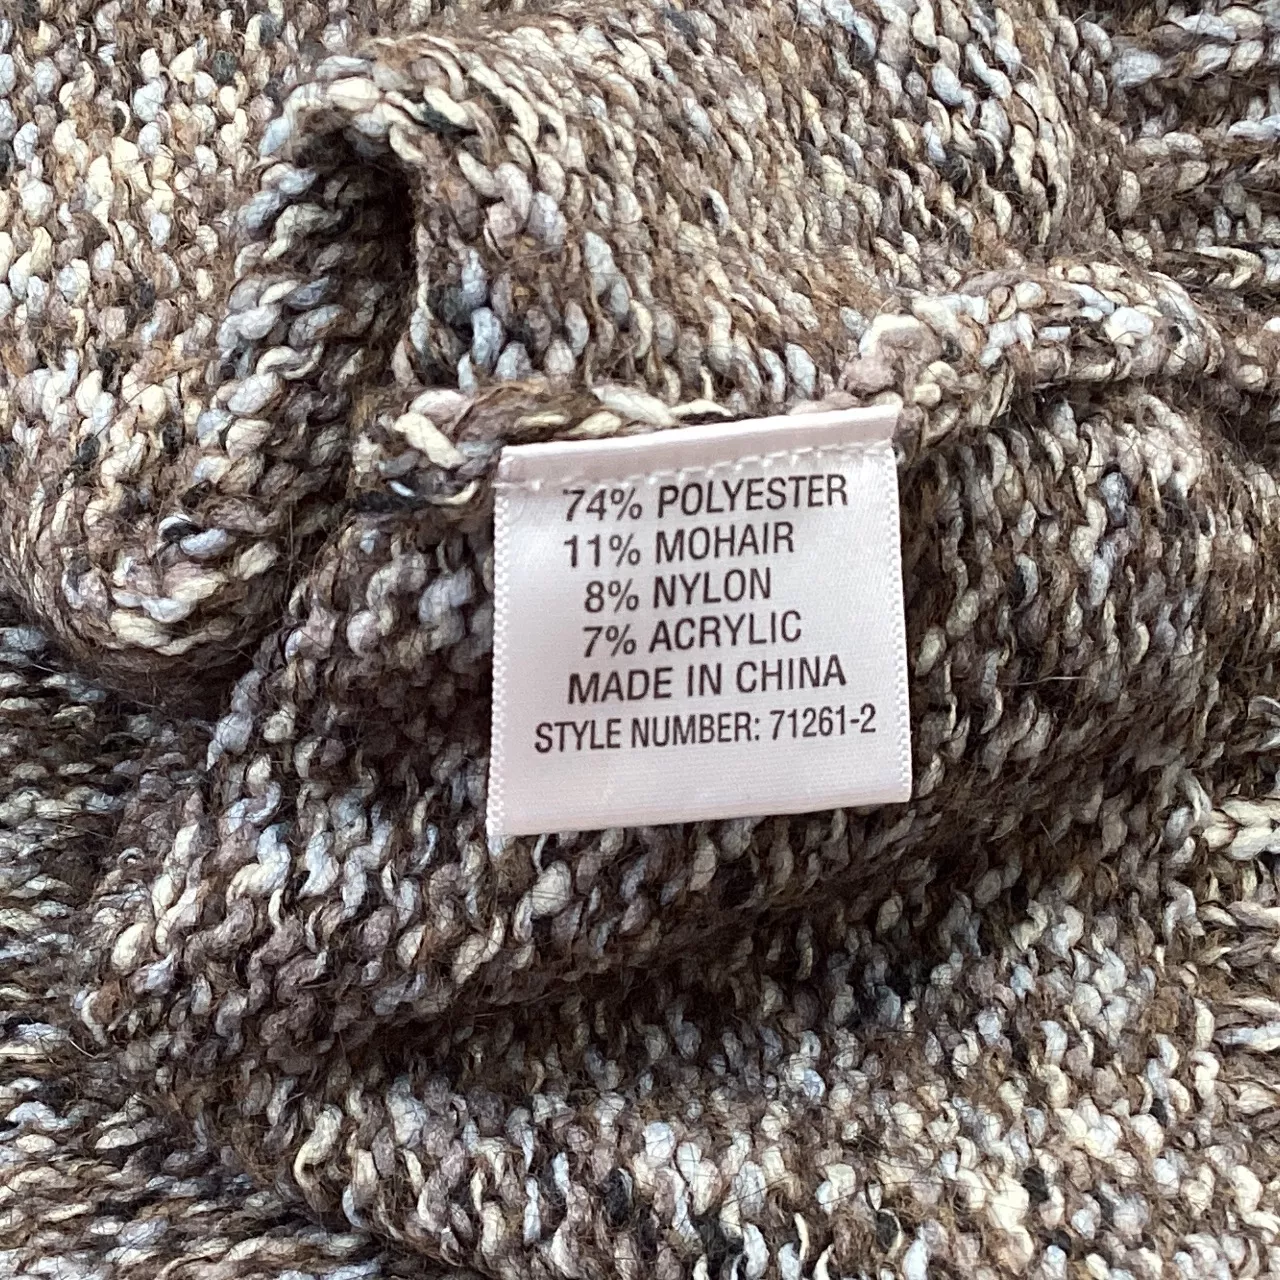 74% POLYESTER
11% MOHAIR
8% NYLON
7% ACRYLIC
MADE IN CHINA
STYLE NUMBER: 71261-2